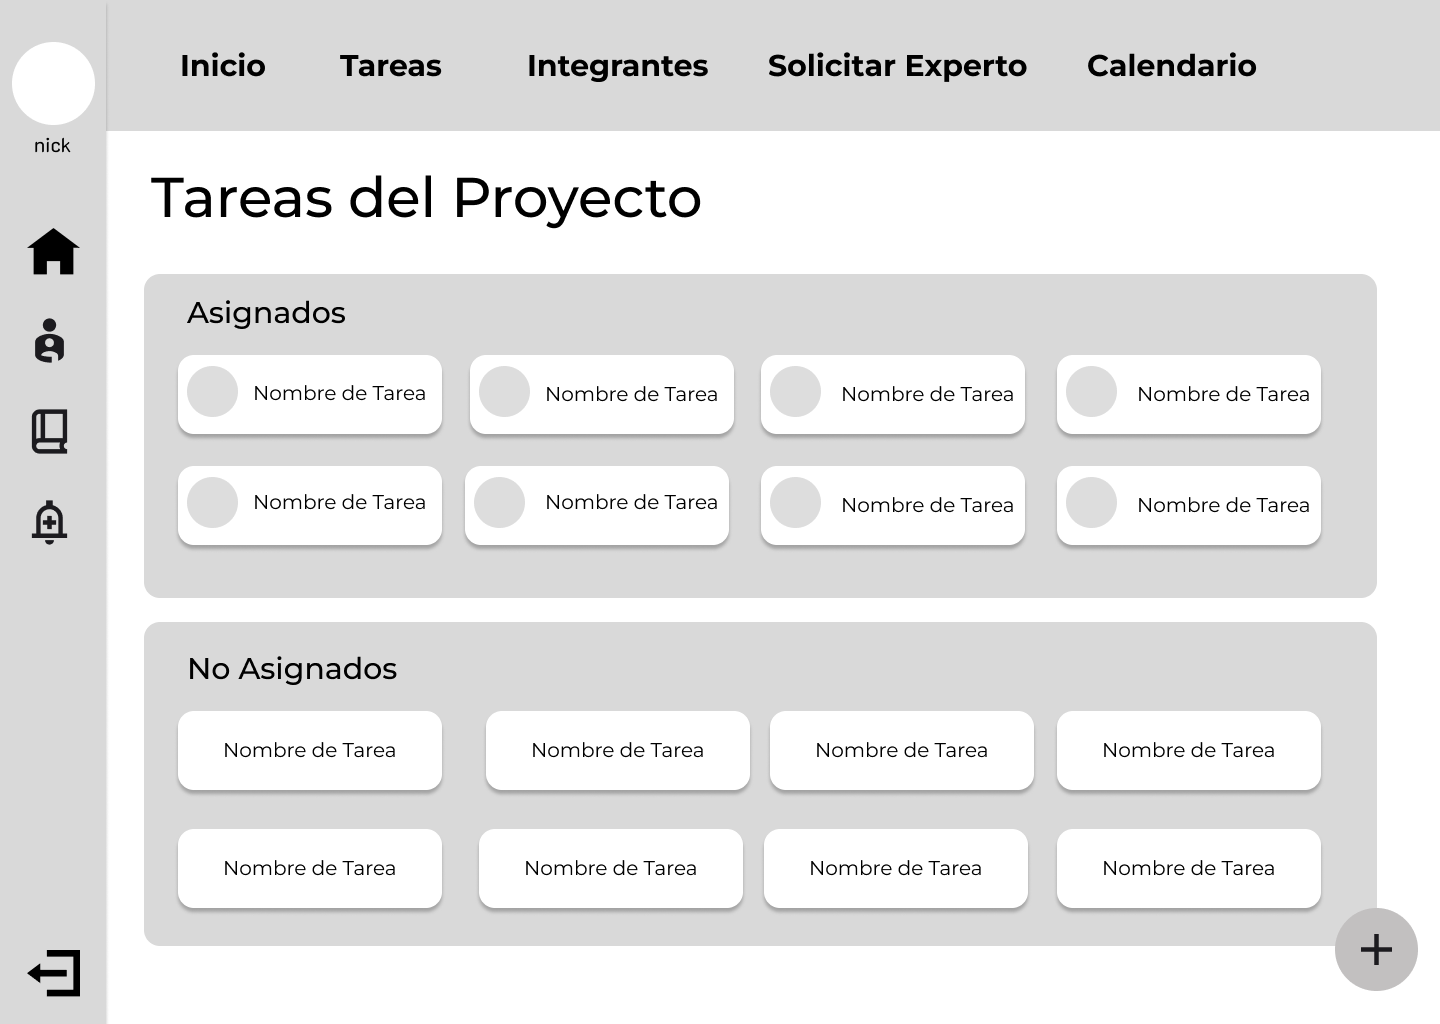 Inicio Tareas Integrantes Solicitar Experto Calendario
nick
Tareas del Proyecto
Asignados
Nombre de Tarea Nombre de Tarea Nombre de Tarea Nombre de Tarea
Nombre de Tarea Nombre de Tarea Nombre de Tarea Nombre de Tarea
No Asignados
Nombre de Tarea Nombre de Tarea Nombre de Tarea Nombre de Tarea
Nombre de Tarea Nombre de Tarea Nombre de Tarea Nombre de Tarea